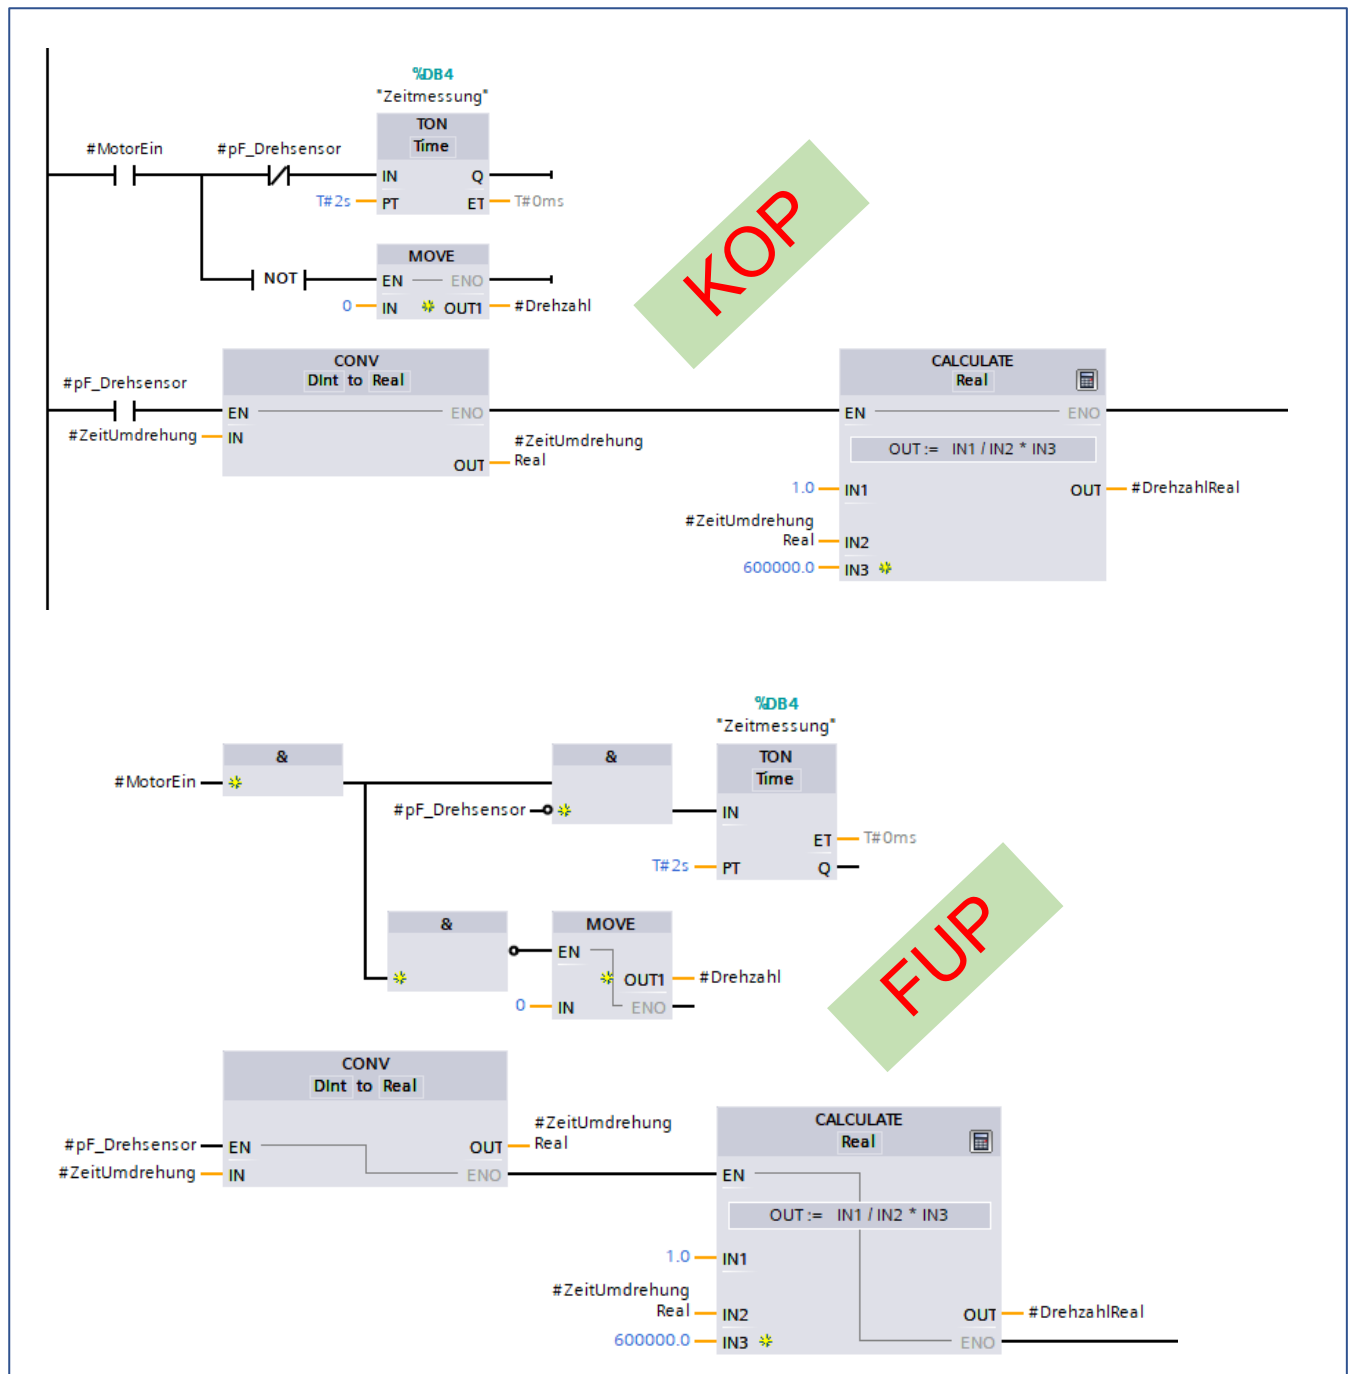 %DB4
"Zeitmessung"
TON
Time
#MotorEin
#pF_Drehsensor
IN Q
T#2s PT ET T#0ms
MOVE
NOT
EN ENO
0 IN OUT1 #Drehzahl
KOP
CONV
DInt to Real
#pF_Drehsensor
EN ENO
#ZeitUmdrehung IN
OUT #ZeitUmdrehung
Real
CALCULATE
Real
EN ENO
OUT := IN1 / IN2 * IN3
1.0 IN1 OUT #DrehzahlReal
#ZeitUmdrehung
Real IN2
600000.0 IN3
%DB4
"Zeitmessung"
&
&
TON
Time
#MotorEin
#pF_Drehsensor
IN
ET T#0ms
T#2s PT Q
&
MOVE
EN
OUT1 #Drehzahl
0 IN ENO
FUP
CONV
DInt to Real
#pF_Drehsensor EN OUT #ZeitUmdrehung
Real
#ZeitUmdrehung IN ENO
CALCULATE
Real
EN
OUT := IN1 / IN2 * IN3
1.0 IN1
#ZeitUmdrehung
Real IN2 OUT #DrehzahlReal
600000.0 IN3 ENO